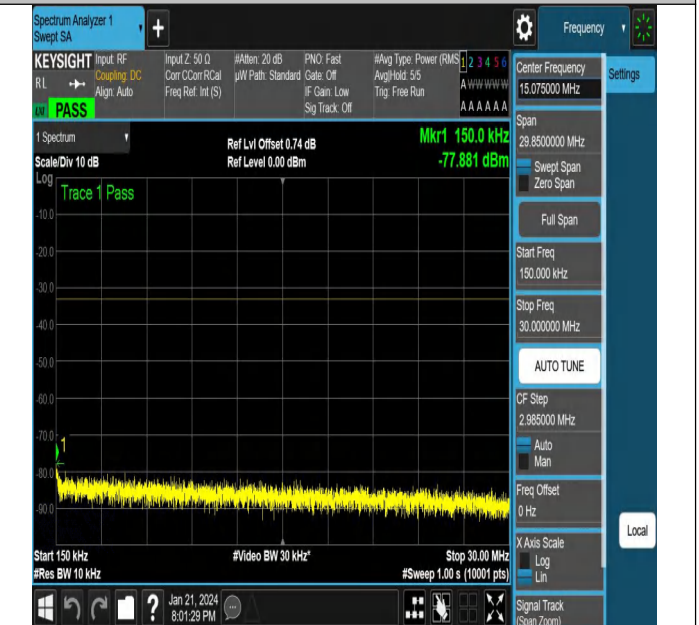 Spectrum Analyzer 1
Swept SA
+
Frequency
KEYSIGHT
RL
Input: RF
Coupling: DC
Align: Auto
Input Z: 50 Ω
Corr CCorr RCal
Freq Ref: Int (S)
#Atten: 20 dB
µW Path: Standard
PNO: Fast
Gate: Off
IF Gain: Low
Sig Track: Off
#Avg Type: Power (RMS
Avg|Hold: 5/5
Trig: Free Run
1 2 3 4 5 6
A W W W W W
A A A A A A
PASS
1 Spectrum
Scale/Div 10 dB
Ref Lvl Offset 0.74 dB
Ref Level 0.00 dBm
Mkr1 150.0 kHz
-77.881 dBm
Log
Trace 1 Pass
-10.0
-20.0
-30.0
-40.0
-50.0
-60.0
-70.0
1
-80.0
-90.0
Start 150 kHz
#Res BW 10 kHz
#Video BW 30 kHz*
Stop 30.00 MHz
#Sweep 1.00 s (10001 pts)
Center Frequency
15.075000 MHz
Settings
Span
29.8500000 MHz
Swept Span
Zero Span
Full Span
Start Freq
150.000 kHz
Stop Freq
30.000000 MHz
AUTO TUNE
CF Step
2.985000 MHz
Auto
Man
Freq Offset
0 Hz
X Axis Scale
Log
Lin
Local
Signal Track
(Span Zoom)
?
Jan 21, 2024
8:01:29 PM